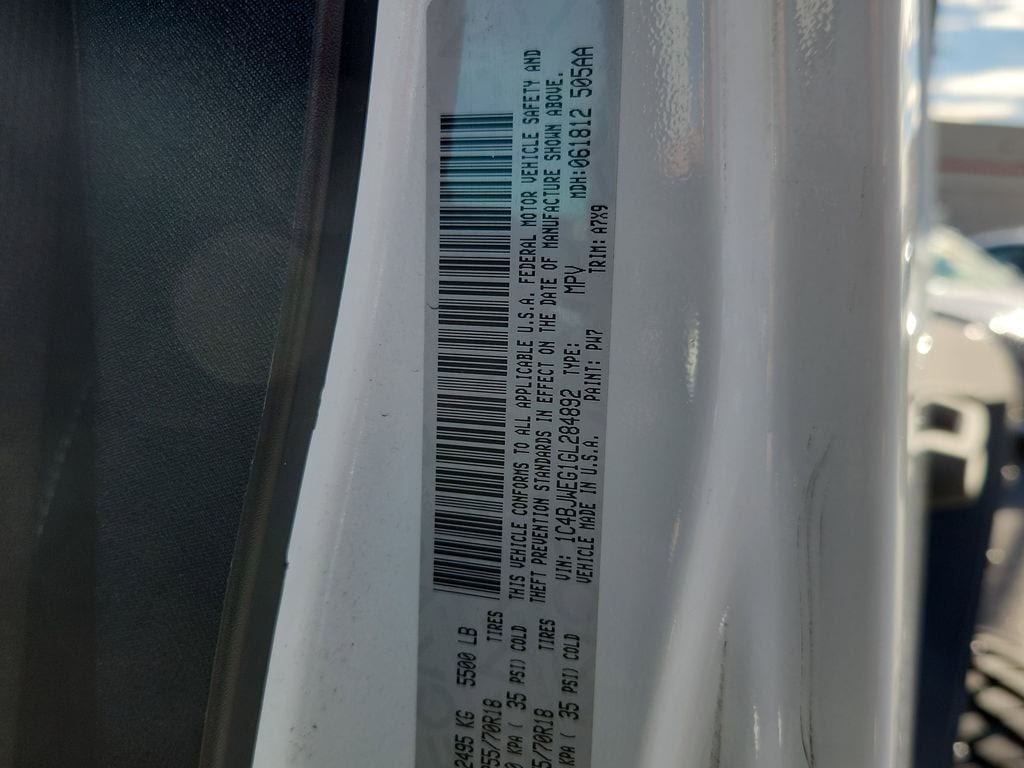 2495 KG 5500 LB
255/70R18 TIRES
0 KPA ( 35 PSI) COLD
5/70R18 TIRES
KPA ( 35 PSI) COLD
THIS VEHICLE CONFORMS TO ALL APPLICABLE U.S.A. FEDERAL MOTOR VEHICLE SAFETY AND
THEFT PREVENTION STANDARDS IN EFFECT ON THE DATE OF MANUFACTURE SHOWN ABOVE.
VIN: 1C4BJWEG1GL284892 TYPE: MPV MDH:061812 505AA
VEHICLE MADE IN U.S.A. PAINT: PW7 TRIM: A7X9